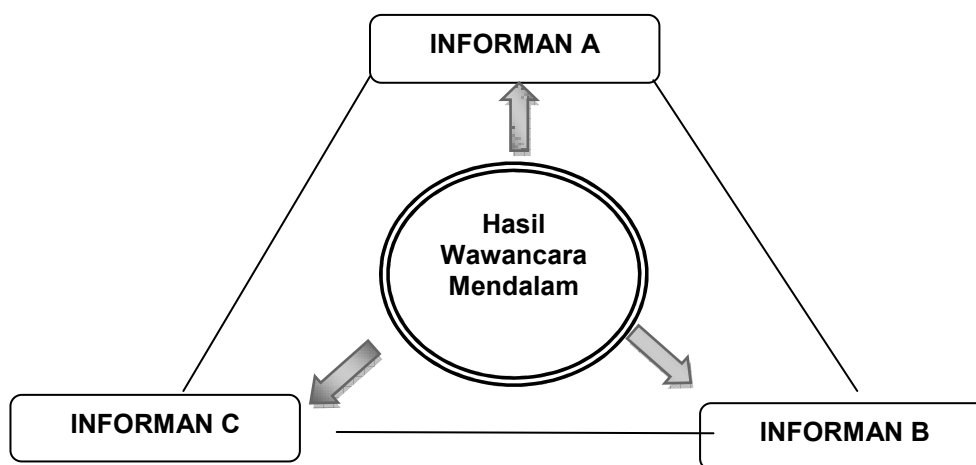 INFORMAN A
Hasil
Wawancara
Mendalam
INFORMAN C
INFORMAN B